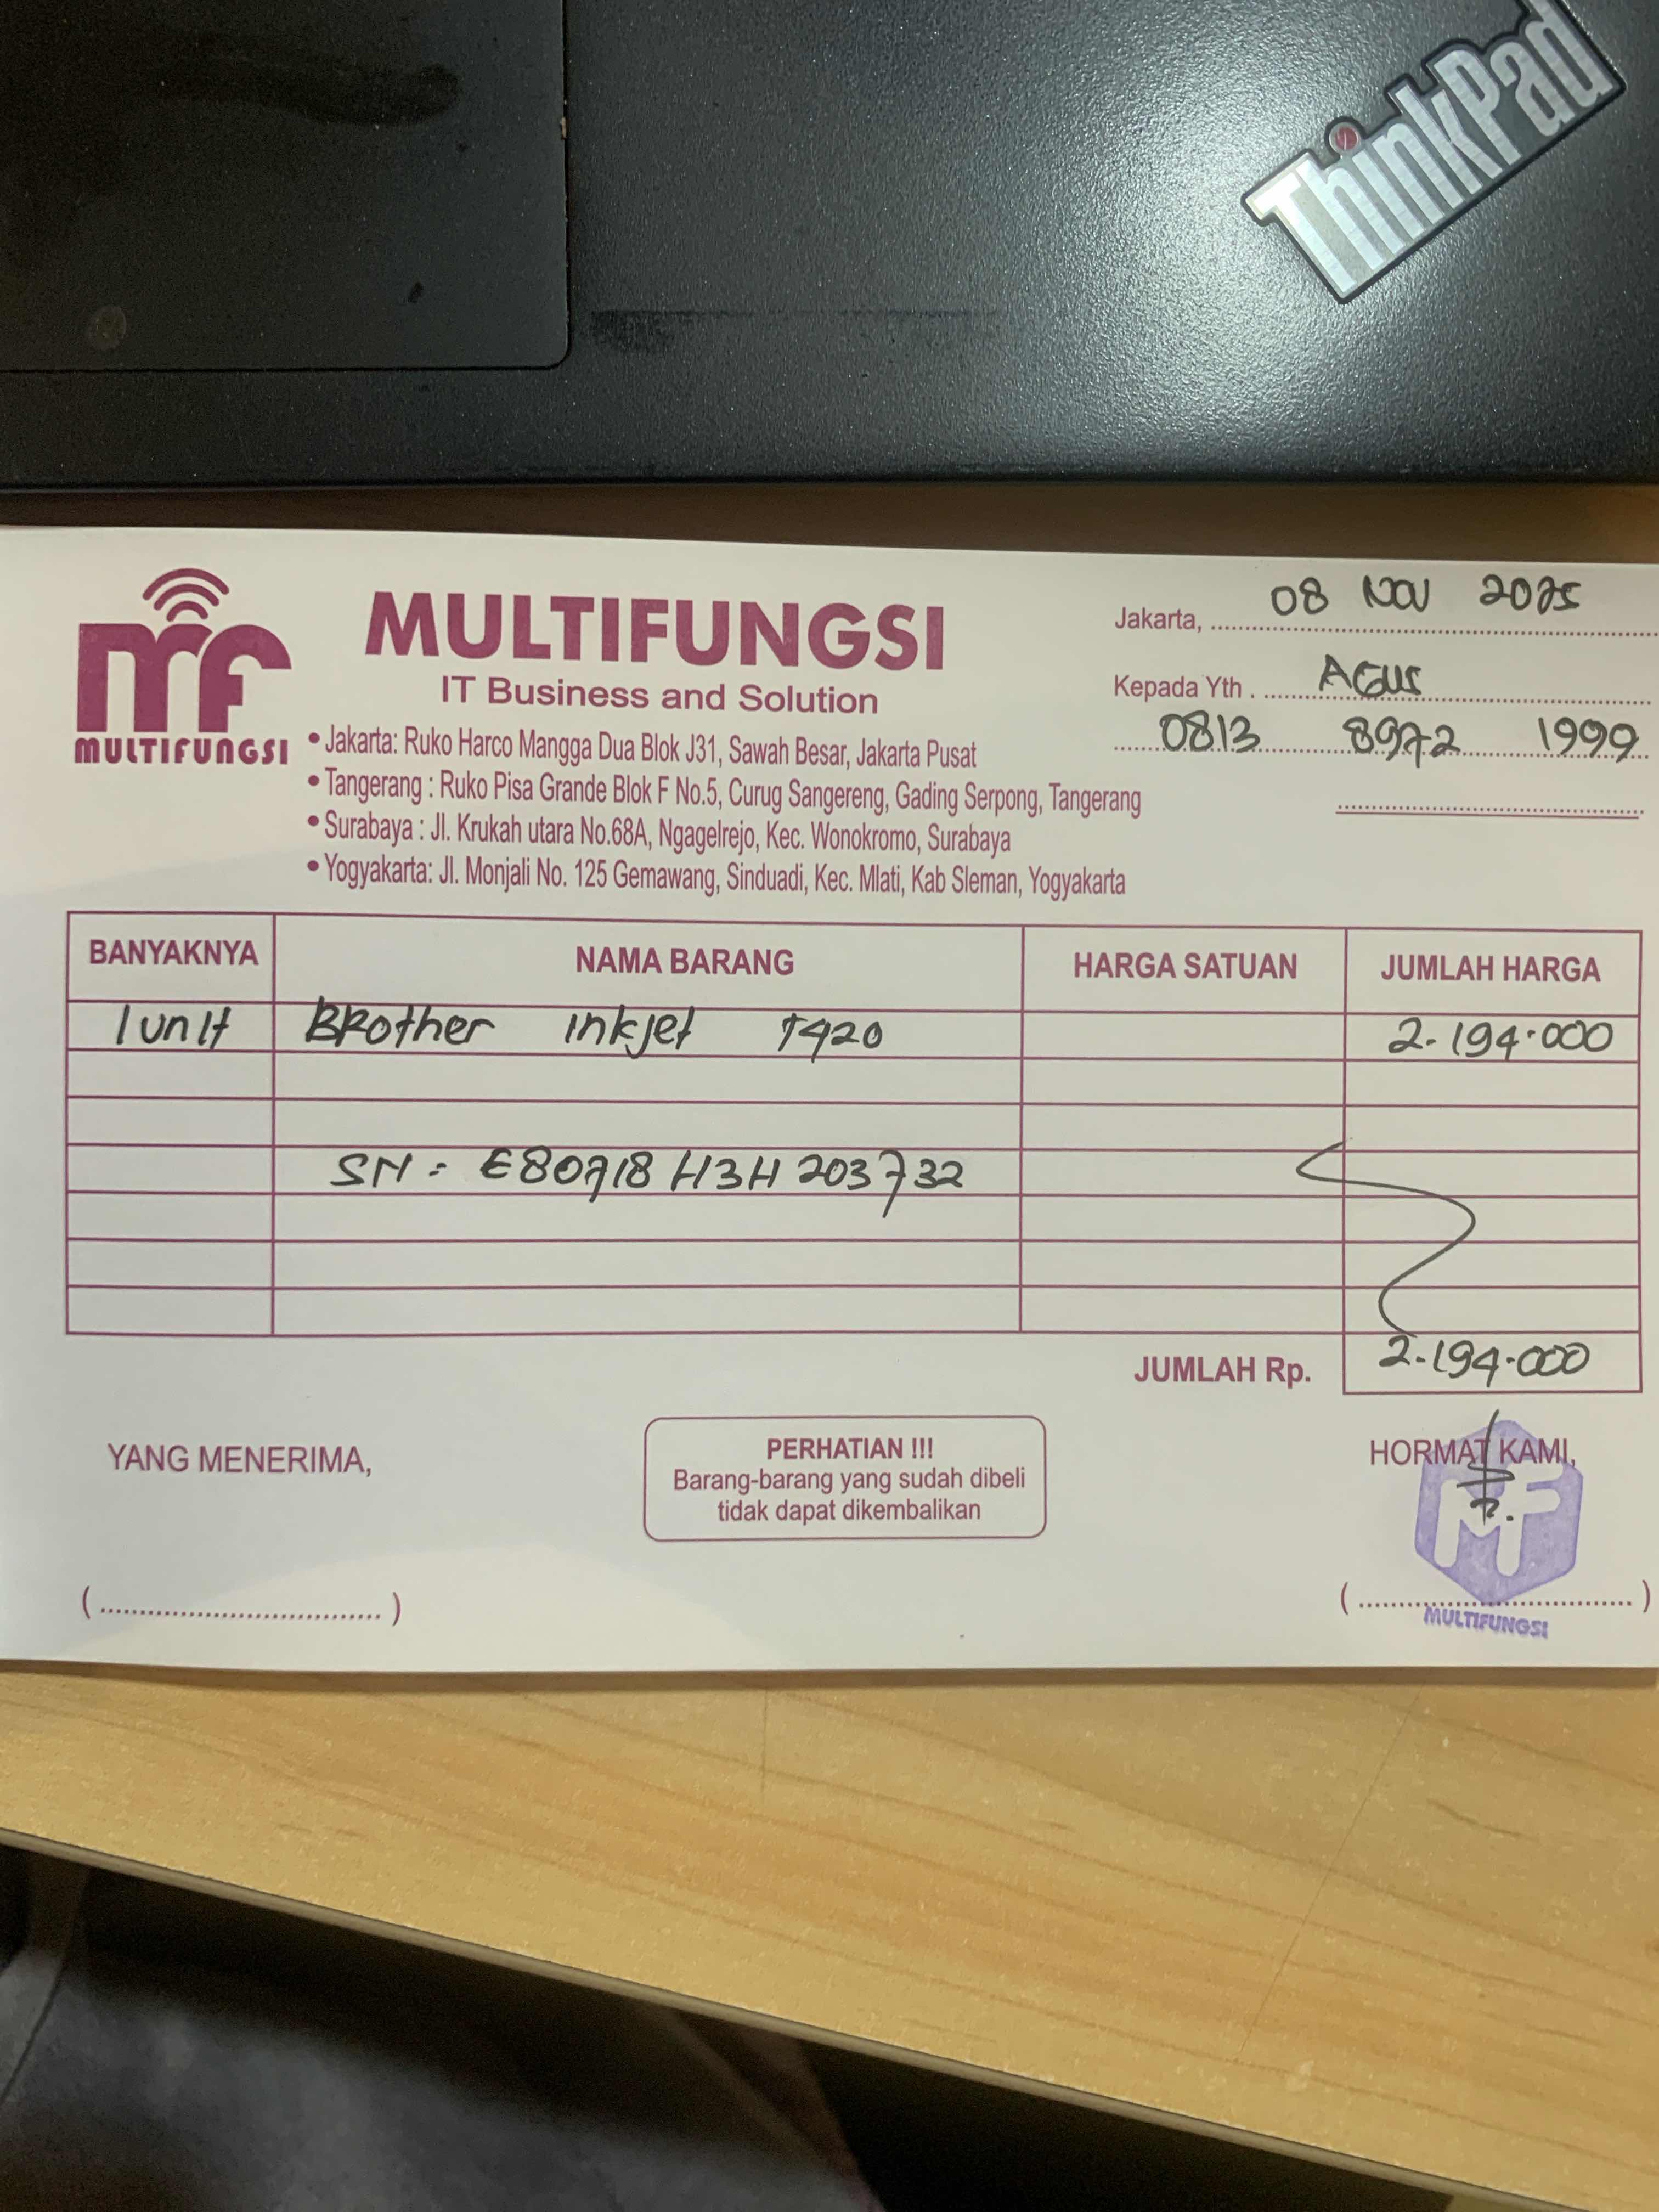 ThinkPad
mf
MULTIFUNGSI
MULTIFUNGSI
IT Business and Solution
• Jakarta: Ruko Harco Mangga Dua Blok J31, Sawah Besar, Jakarta Pusat
• Tangerang : Ruko Pisa Grande Blok F No.5, Curug Sangereng, Gading Serpong, Tangerang
• Surabaya : Jl. Krukah utara No.68A, Ngagelrejo, Kec. Wonokromo, Surabaya
• Yogyakarta: Jl. Monjali No. 125 Gemawang, Sinduadi, Kec. Mlati, Kab Sleman, Yogyakarta
Jakarta, 08 NOV 2025
Kepada Yth . AGUS
0813 8972 1999
BANYAKNYA NAMA BARANG HARGA SATUAN JUMLAH HARGA
1 unit Brother inkjet T420 2.194.000
SN: E80718H3H203732
JUMLAH Rp. 2.194.000
YANG MENERIMA,
PERHATIAN !!!
Barang-barang yang sudah dibeli
tidak dapat dikembalikan
HORMAT KAMI,
MF
MULTIFUNGSI